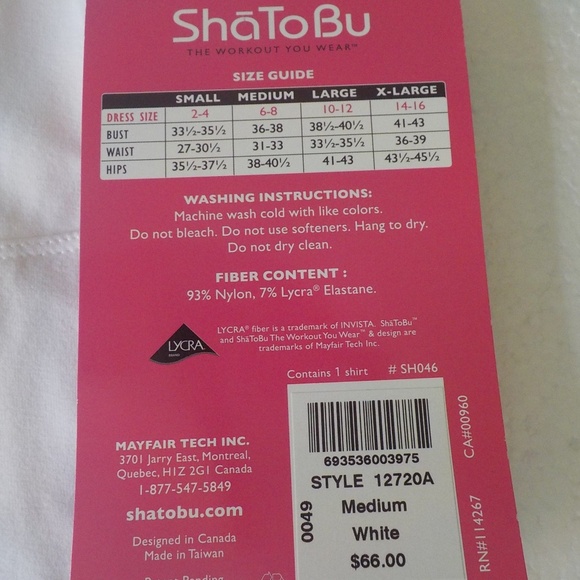 ShāToBu
THE WORKOUT YOU WEAR™
SIZE GUIDE
SMALL MEDIUM LARGE X-LARGE
DRESS SIZE 2-4 6-8 10-12 14-16
BUST 33½-35½ 36-38 38½-40½ 41-43
WAIST 27-30½ 31-33 33½-35½ 36-39
HIPS 35½-37½ 38-40½ 41-43 43½-45½
WASHING INSTRUCTIONS:
Machine wash cold with like colors.
Do not bleach. Do not use softeners. Hang to dry.
Do not dry clean.
FIBER CONTENT :
93% Nylon, 7% Lycra® Elastane.
LYCRA
LYCRA® fiber is a trademark of INVISTA. ShāToBu™
and ShāToBu The Workout You Wear™ & design are
trademarks of Mayfair Tech Inc.
Contains 1 shirt # SH046
693536003975
STYLE 12720A
Medium
White
$66.00
0049
CA#00960
RN#114267
MAYFAIR TECH INC.
3701 Jarry East, Montreal,
Quebec, H1Z 2G1 Canada
1-877-547-5849
shatobu.com
Designed in Canada
Made in Taiwan
Patent Pending